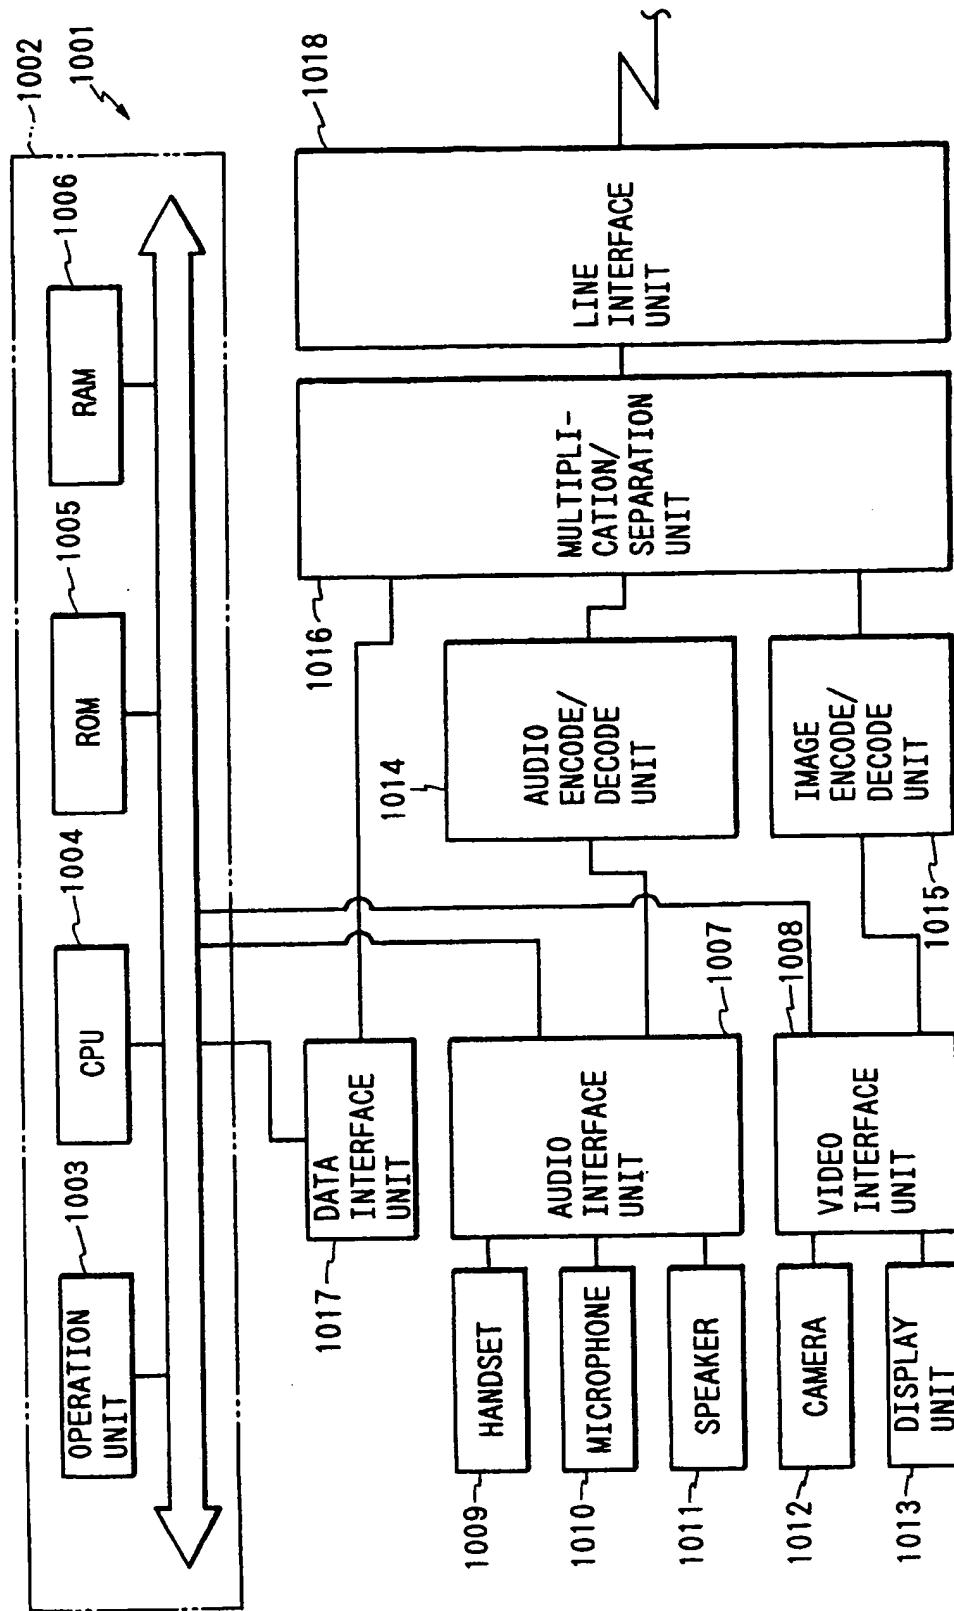 1002
1001
1003
OPERATION
UNIT
1004
CPU
1005
ROM
1006
RAM
1017
DATA
INTERFACE
UNIT
1016
MULTIPLI-
CATION/
SEPARATION
UNIT
1018
LINE
INTERFACE
UNIT
1009
HANDSET
1010
MICROPHONE
1011
SPEAKER
AUDIO
INTERFACE
UNIT
1007
1014
AUDIO
ENCODE/
DECODE
UNIT
1012
CAMERA
1013
DISPLAY
UNIT
VIDEO
INTERFACE
UNIT
1008
1015
IMAGE
ENCODE/
DECODE
UNIT